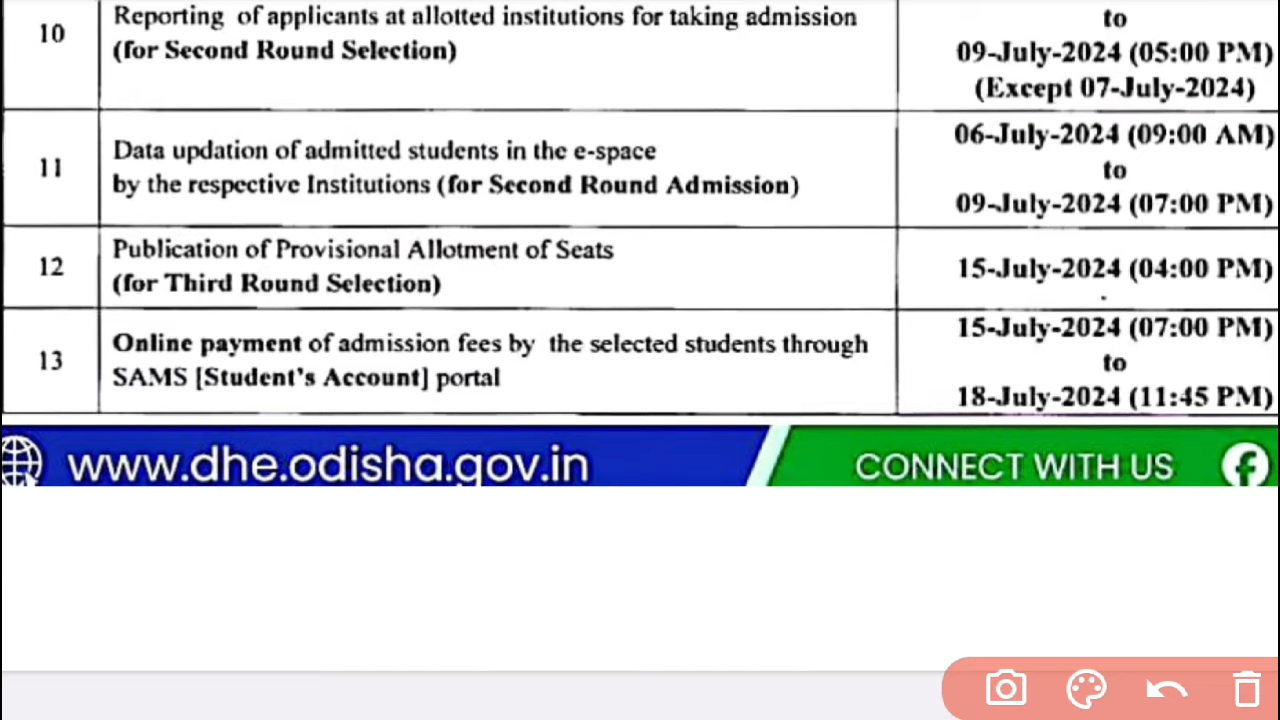 10
Reporting of applicants at allotted institutions for taking admission
(for Second Round Selection)
to
09-July-2024 (05:00 PM)
(Except 07-July-2024)
11
Data updation of admitted students in the e-space
by the respective Institutions (for Second Round Admission)
06-July-2024 (09:00 AM)
to
09-July-2024 (07:00 PM)
12
Publication of Provisional Allotment of Seats
(for Third Round Selection)
15-July-2024 (04:00 PM)
13
Online payment of admission fees by the selected students through
SAMS [Student's Account] portal
15-July-2024 (07:00 PM)
to
18-July-2024 (11:45 PM)
www.dhe.odisha.gov.in
CONNECT WITH US